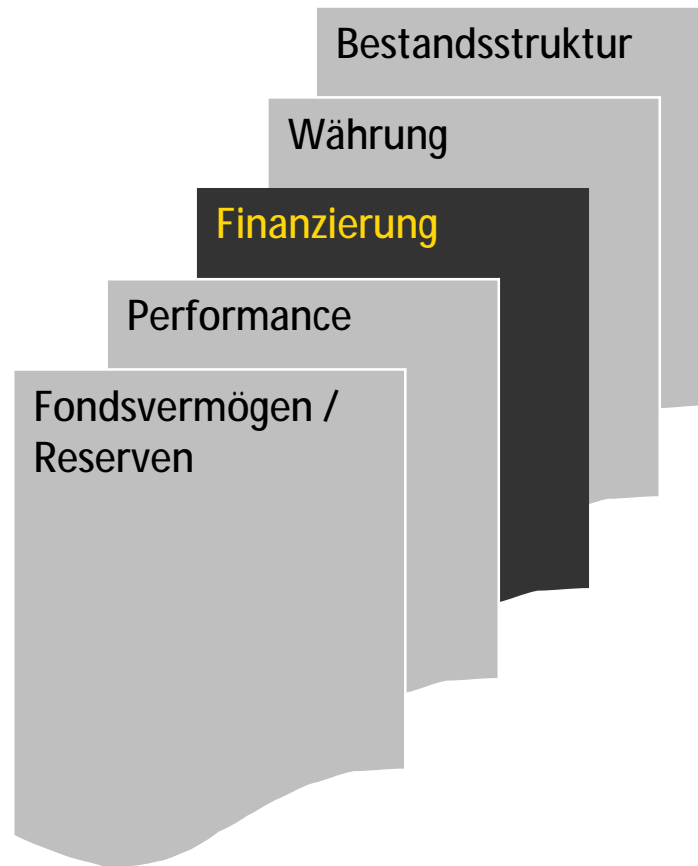 Bestandsstruktur
Währung
Finanzierung
Performance
Fondsvermögen /
Reserven